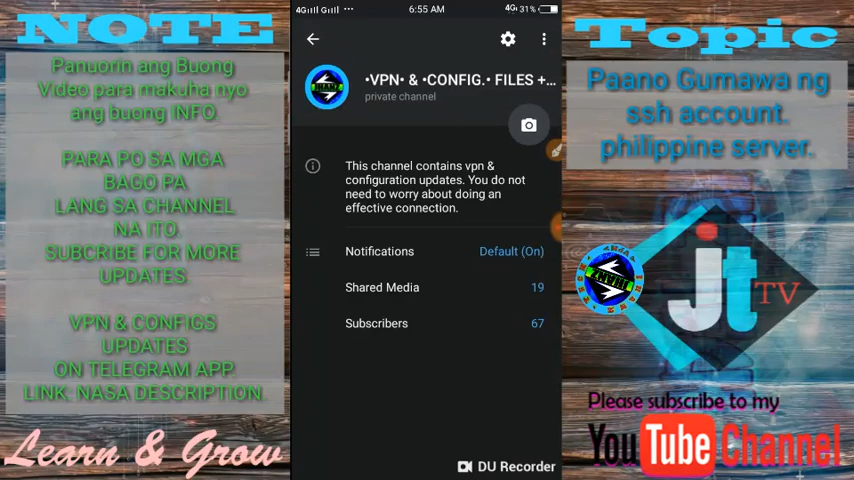 NOTE
Panuorin ang Buong
Video para makuha nyo
ang buong INFO.
PARA PO SA MGA
BAGO PA
LANG SA CHANNEL
NA ITO.
SUBCRIBE FOR MORE
UPDATES.
VPN & CONFIGS
UPDATES
ON TELEGRAM APP
LINK: NASA DESCRIPTION.
Learn & Grow
4G 4G 6:55 AM 4G 31%
•VPN• & •CONFIG.• FILES +...
private channel
This channel contains vpn &
configuration updates. You do not
need to worry about doing an
effective connection.
Notifications Default (On)
Shared Media 19
Subscribers 67
DU Recorder
Topic
Paano Gumawa ng
ssh account.
philippine server.
jt TV
Please subscribe to my
YouTube Channel